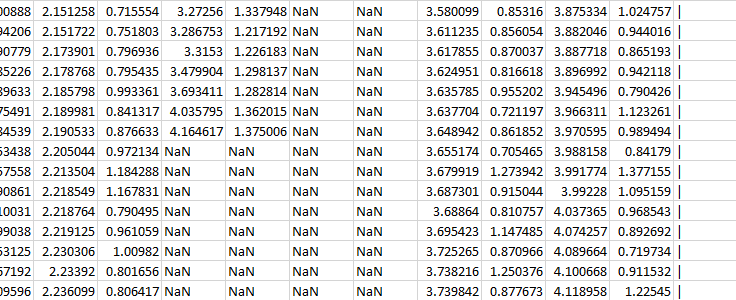 00888 2.151258 0.715554 3.27256 1.337948 NaN NaN 3.580099 0.85316 3.875334 1.024757 |
94206 2.151722 0.751803 3.286753 1.217192 NaN NaN 3.611235 0.856054 3.882046 0.944016 |
90779 2.173901 0.796936 3.3153 1.226183 NaN NaN 3.617855 0.870037 3.887718 0.865193 |
85226 2.178768 0.795435 3.479904 1.298137 NaN NaN 3.624951 0.816618 3.896992 0.942118 |
89633 2.185798 0.993361 3.693411 1.282814 NaN NaN 3.635785 0.955202 3.945496 0.790426 |
75491 2.189981 0.841317 4.035795 1.362015 NaN NaN 3.637704 0.721197 3.966311 1.123261 |
84539 2.190533 0.876633 4.164617 1.375006 NaN NaN 3.648942 0.861852 3.970595 0.989494 |
53438 2.205044 0.972134 NaN NaN NaN NaN 3.655174 0.705465 3.988158 0.84179 |
57558 2.213504 1.184288 NaN NaN NaN NaN 3.679919 1.273942 3.991774 1.377155 |
90861 2.218549 1.167831 NaN NaN NaN NaN 3.687301 0.915044 3.99228 1.095159 |
10031 2.218764 0.790495 NaN NaN NaN NaN 3.68864 0.810757 4.037365 0.968543 |
99038 2.219125 0.961059 NaN NaN NaN NaN 3.695423 1.147485 4.074257 0.892692 |
53125 2.230306 1.00982 NaN NaN NaN NaN 3.725265 0.870966 4.089664 0.719734 |
57192 2.23392 0.801656 NaN NaN NaN NaN 3.738216 1.250376 4.100668 0.911532 |
09596 2.236099 0.806417 NaN NaN NaN NaN 3.739842 0.877673 4.118958 1.22545 |